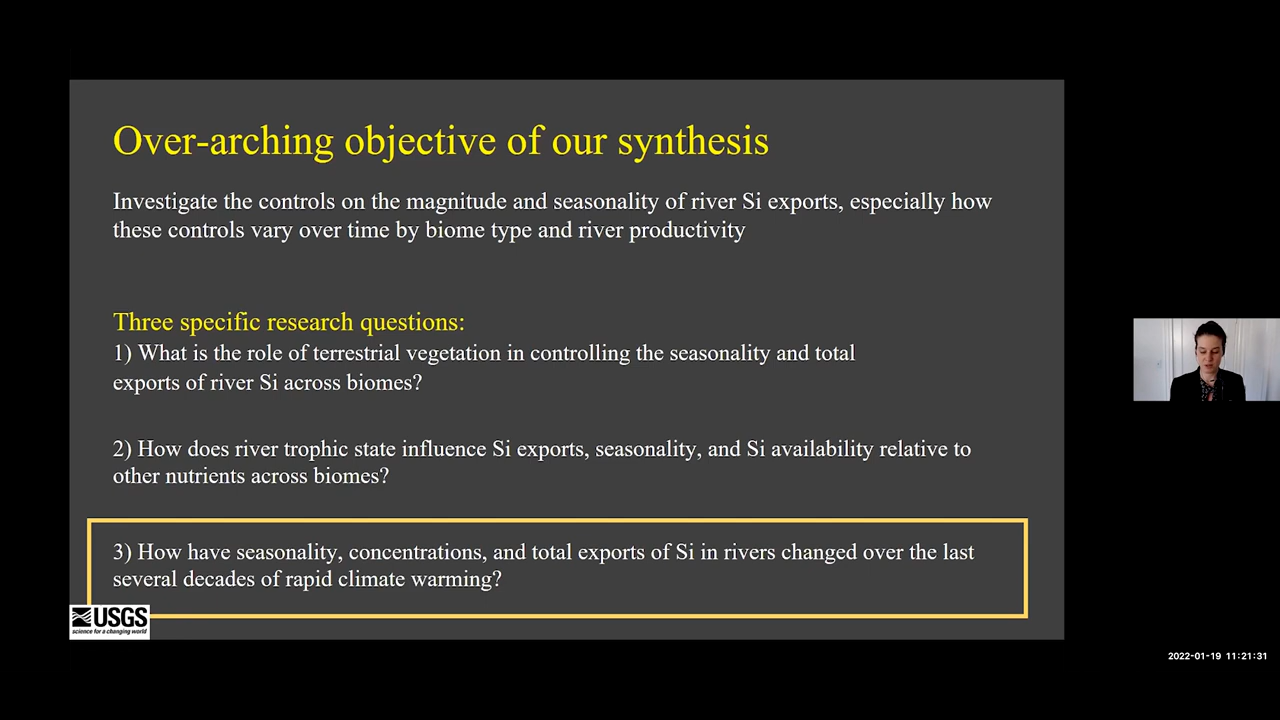 Over-arching objective of our synthesis
Investigate the controls on the magnitude and seasonality of river Si exports, especially how
these controls vary over time by biome type and river productivity
Three specific research questions:
1) What is the role of terrestrial vegetation in controlling the seasonality and total
exports of river Si across biomes?
2) How does river trophic state influence Si exports, seasonality, and Si availability relative to
other nutrients across biomes?
3) How have seasonality, concentrations, and total exports of Si in rivers changed over the last
several decades of rapid climate warming?
USGS
science for a changing world
2022-01-19 11:21:31